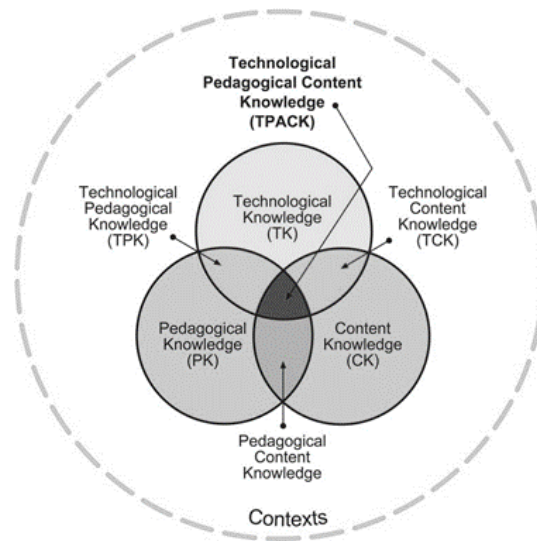 Technological
Pedagogical Content
Knowledge
(TPACK)
Technological
Pedagogical
Knowledge
(TPK)
Technological
Knowledge
(TK)
Technological
Content
Knowledge
(TCK)
Pedagogical
Knowledge
(PK)
Content
Knowledge
(CK)
Pedagogical
Content
Knowledge
Contexts